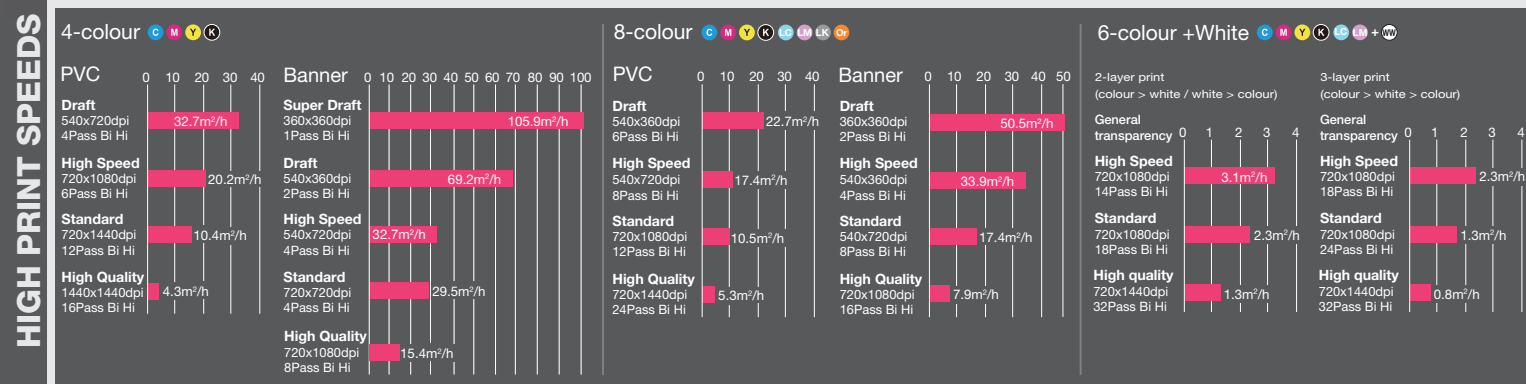 HIGH PRINT SPEEDS
4-colour C M Y K
PVC 0 10 20 30 40
Draft
540x720dpi 32.7m²/h
4Pass Bi Hi
High Speed
720x1080dpi 20.2m²/h
6Pass Bi Hi
Standard
720x1440dpi 10.4m²/h
12Pass Bi Hi
High Quality
1440x1440dpi 4.3m²/h
16Pass Bi Hi
Banner 0 10 20 30 40 50 60 70 80 90 100
Super Draft
360x360dpi 105.9m²/h
1Pass Bi Hi
Draft
540x360dpi 69.2m²/h
2Pass Bi Hi
High Speed
540x720dpi 32.7m²/h
4Pass Bi Hi
Standard
720x720dpi 29.5m²/h
4Pass Bi Hi
High Quality
720x1080dpi 15.4m²/h
8Pass Bi Hi
8-colour C M Y K LC LM LK Or
PVC 0 10 20 30 40
Draft
540x360dpi 22.7m²/h
6Pass Bi Hi
High Speed
540x720dpi 17.4m²/h
8Pass Bi Hi
Standard
720x1080dpi 10.5m²/h
12Pass Bi Hi
High Quality
720x1440dpi 5.3m²/h
24Pass Bi Hi
Banner 0 10 20 30 40 50
Draft
360x360dpi 50.5m²/h
2Pass Bi Hi
High Speed
540x360dpi 33.9m²/h
4Pass Bi Hi
Standard
540x720dpi 17.4m²/h
8Pass Bi Hi
High Quality
720x1080dpi 7.9m²/h
16Pass Bi Hi
6-colour +White C M Y K LC LM + WW
2-layer print
(colour > white / white > colour)
General
transparency 0 1 2 3 4
High Speed
720x1080dpi 3.1m²/h
14Pass Bi Hi
Standard
720x1080dpi 2.3m²/h
18Pass Bi Hi
High quality
720x1440dpi 1.3m²/h
32Pass Bi Hi
3-layer print
(colour > white > colour)
General
transparency 0 1 2 3 4
High Speed
720x1080dpi 2.3m²/h
18Pass Bi Hi
Standard
720x1080dpi 1.3m²/h
24Pass Bi Hi
High quality
720x1440dpi 0.8m²/h
32Pass Bi Hi